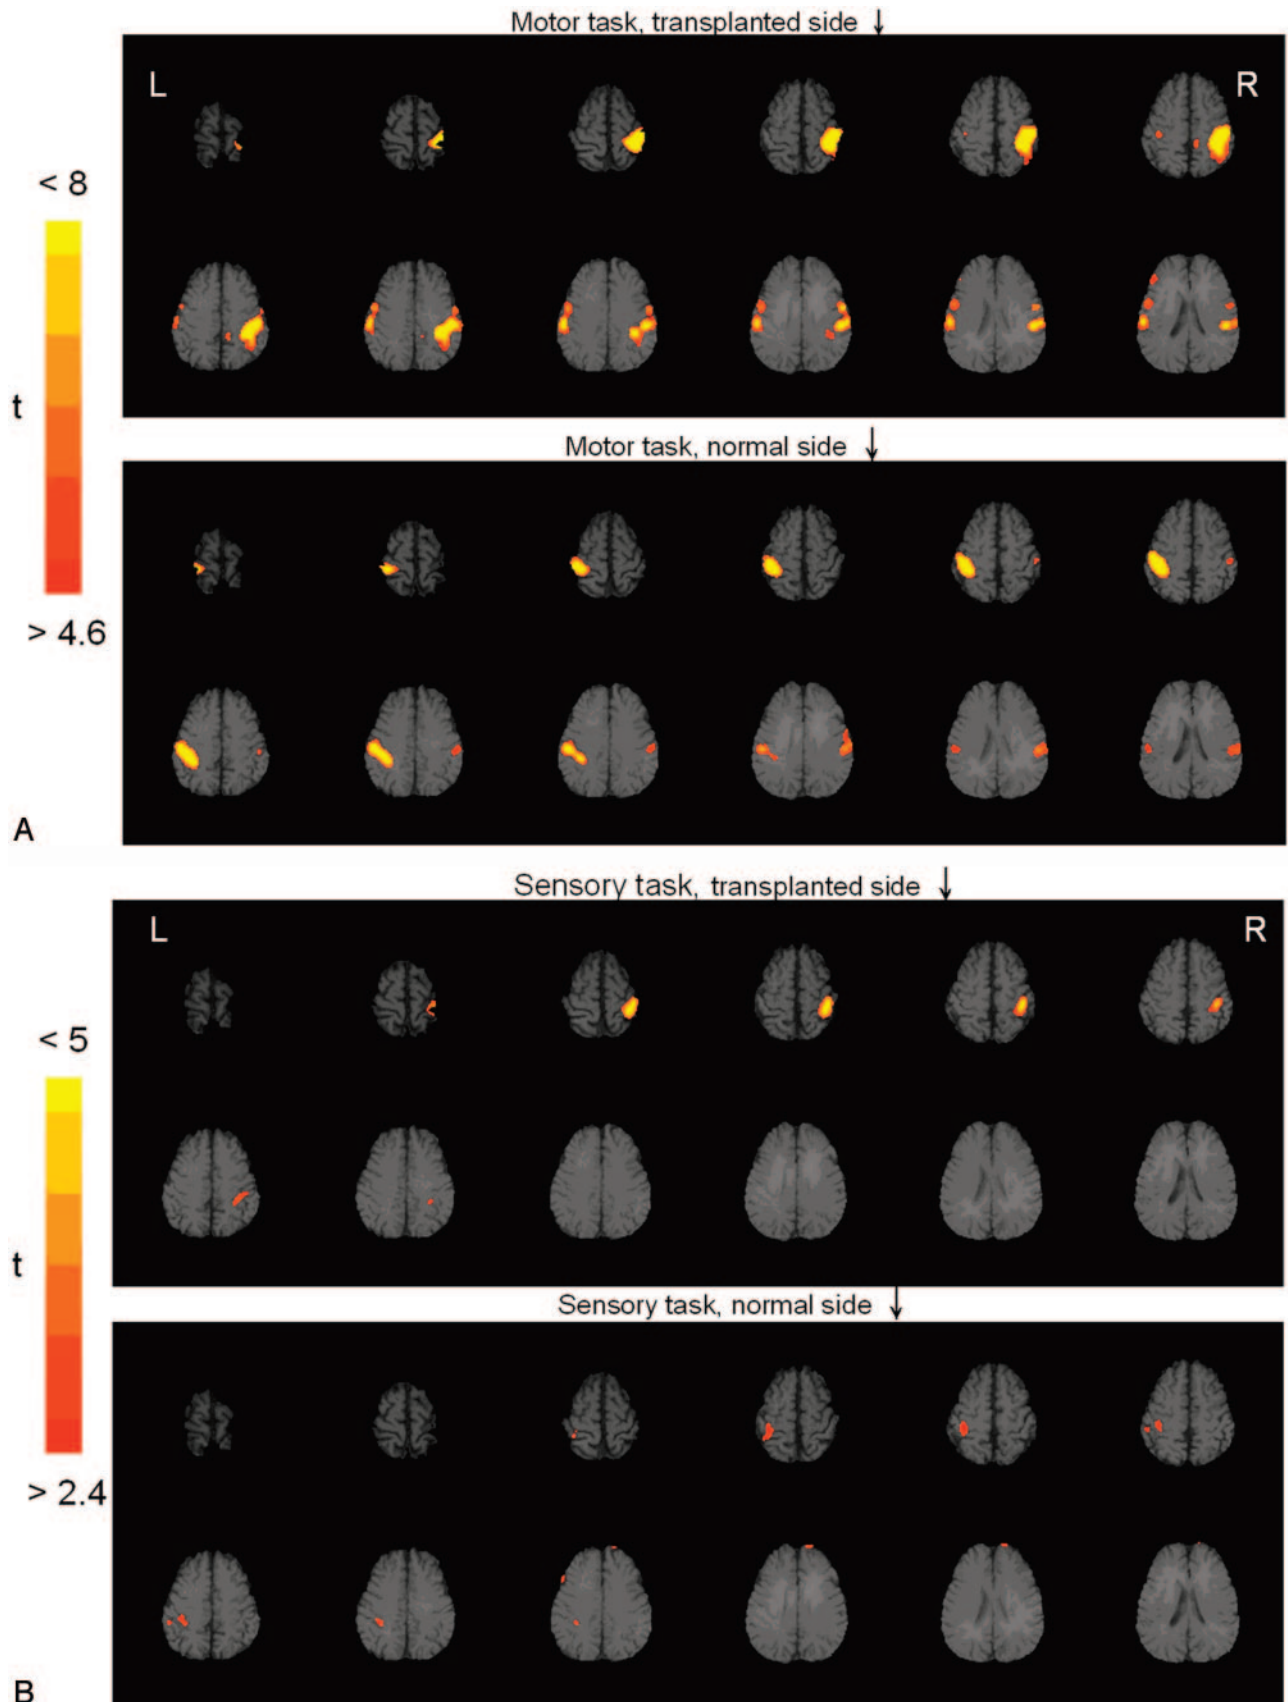 Motor task, transplanted side ↓
L R
< 8
t
> 4.6
Motor task, normal side ↓
A
Sensory task, transplanted side ↓
L R
< 5
t
> 2.4
Sensory task, normal side ↓
B